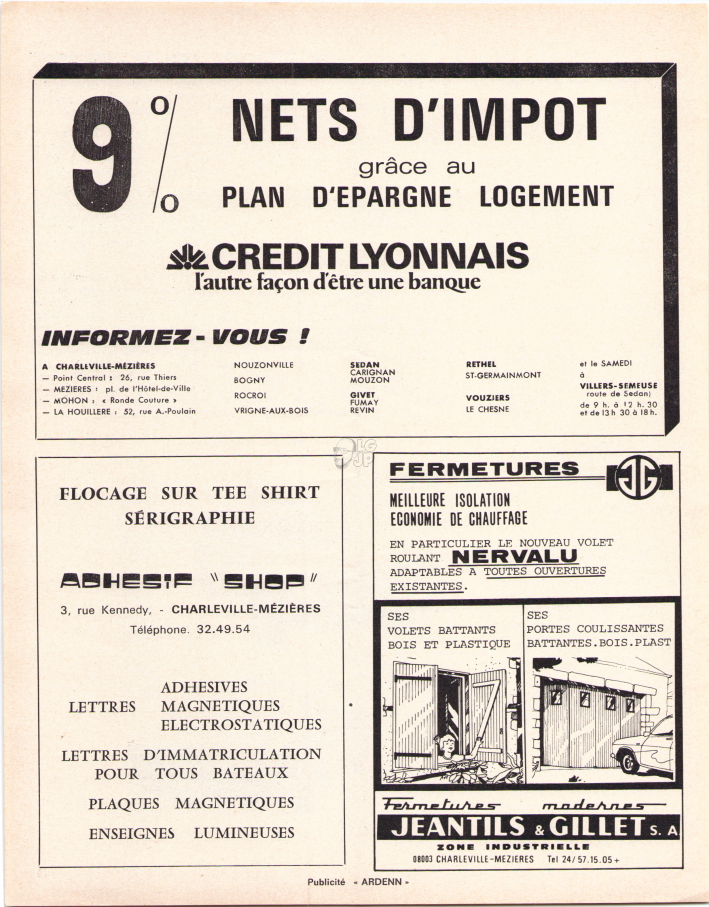 9% NETS D'IMPOT
grâce au
PLAN D'EPARGNE LOGEMENT
CREDIT LYONNAIS
l'autre façon d'être une banque
INFORMEZ - VOUS !
A CHARLEVILLE-MÉZIÈRES
— Point Central : 26, rue Thiers
— MEZIERES : pl. de l'Hôtel-de-Ville
— MOHON : « Ronde Couture »
— LA HOUILLERE : 52, rue A.-Poulain
NOUZONVILLE
BOGNY
ROCROI
VRIGNE-AUX-BOIS
SEDAN
CARIGNAN
MOUZON
GIVET
FUMAY
REVIN
RETHEL
ST-GERMAINMONT
VOUZIERS
LE CHESNE
et le SAMEDI
à
VILLERS-SEMEUSE
route de Sedan)
de 9 h. à 12 h. 30
et de 13 h 30 à 18 h.
LG
JP
FLOCAGE SUR TEE SHIRT
SÉRIGRAPHIE
ADHESIF "SHOP"
3, rue Kennedy, - CHARLEVILLE-MÉZIÈRES
Téléphone. 32.49.54
ADHESIVES
LETTRES MAGNETIQUES
ELECTROSTATIQUES
LETTRES D'IMMATRICULATION
POUR TOUS BATEAUX
PLAQUES MAGNETIQUES
ENSEIGNES LUMINEUSES
FERMETURES
JG
MEILLEURE ISOLATION
ECONOMIE DE CHAUFFAGE
EN PARTICULIER LE NOUVEAU VOLET
ROULANT NERVALU
ADAPTABLES A TOUTES OUVERTURES
EXISTANTES.
SES
VOLETS BATTANTS
BOIS ET PLASTIQUE
SES
PORTES COULISSANTES
BATTANTES.BOIS.PLAST
Fermetures modernes
JEANTILS & GILLET S. A
ZONE INDUSTRIELLE
08003 CHARLEVILLE-MEZIERES Tel 24/57.15.05+
Publicité « ARDENN »